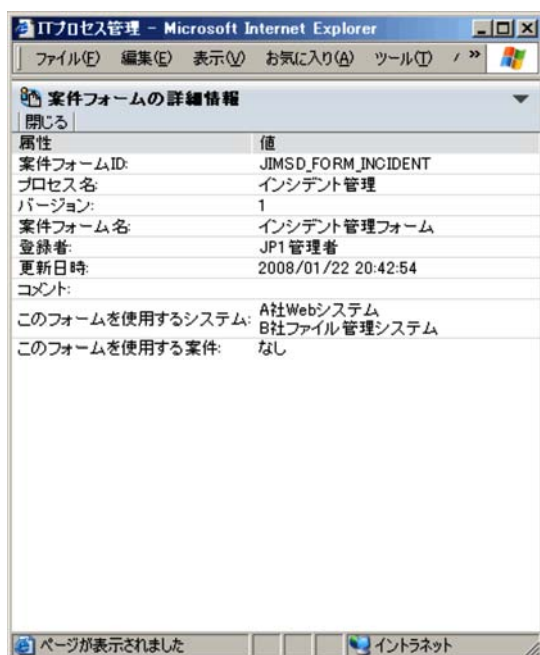 ITプロセス管理 - Microsoft Internet Explorer
ファイル(F) 編集(E) 表示(V) お気に入り(A) ツール(T) »
案件フォームの詳細情報
閉じる
属性 値
案件フォームID: JIMSD_FORM_INCIDENT
プロセス名: インシデント管理
バージョン: 1
案件フォーム名: インシデント管理フォーム
登録者: JP1管理者
更新日時: 2008/01/22 20:42:54
コメント:
このフォームを使用するシステム: A社Webシステム
B社ファイル管理システム
このフォームを使用する案件: なし
ページが表示されました イントラネット